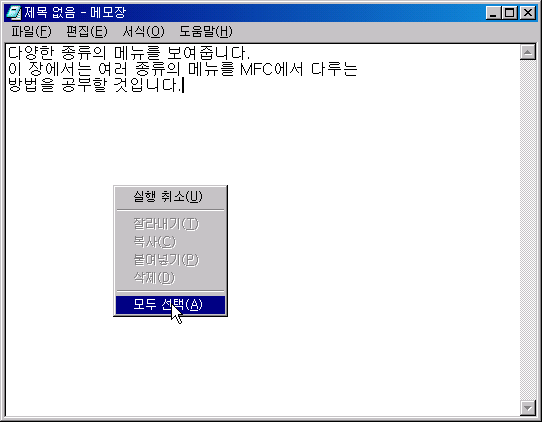 제목 없음 - 메모장
파일(F) 편집(E) 서식(O) 도움말(H)
다양한 종류의 메뉴를 보여줍니다.
이 장에서는 여러 종류의 메뉴를 MFC에서 다루는
방법을 공부할 것입니다.
실행 취소(U)
잘라내기(T)
복사(C)
붙여넣기(P)
삭제(D)
모두 선택(A)